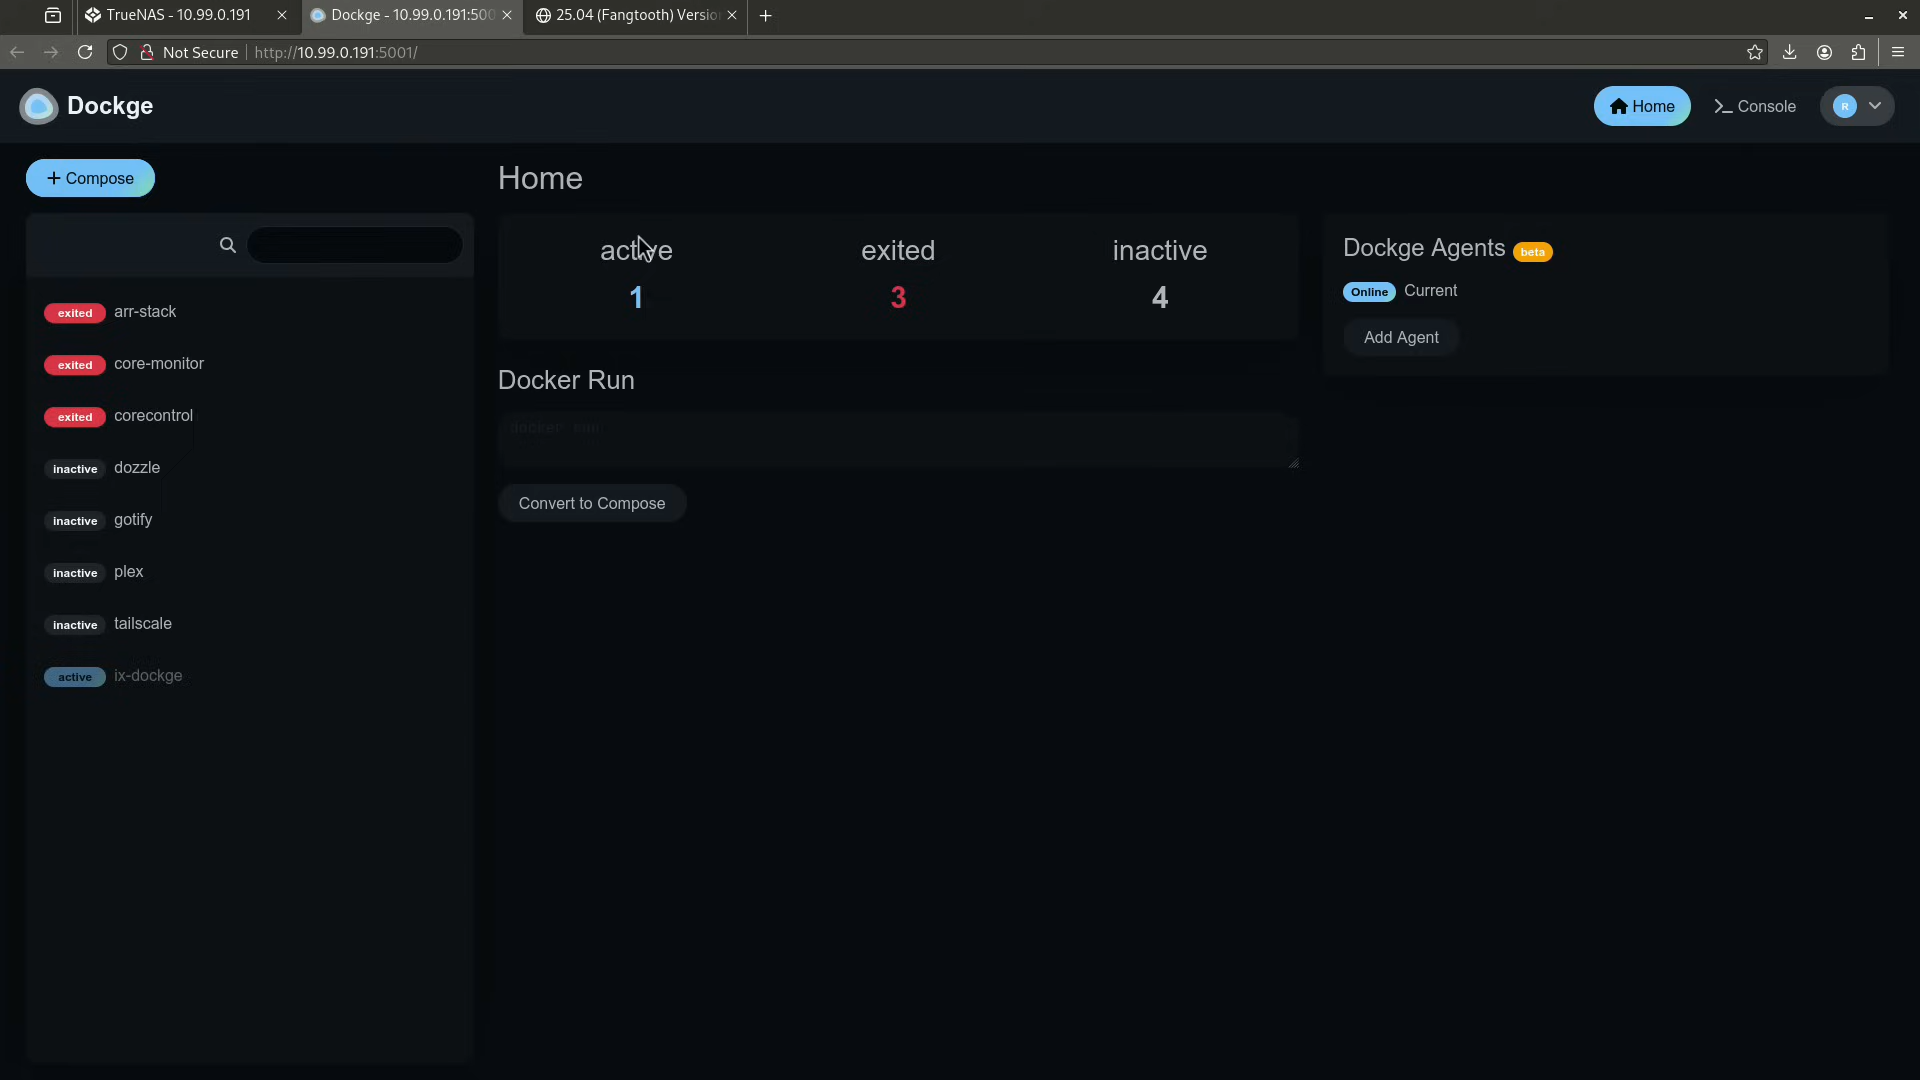 TrueNAS - 10.99.0.191
Dockge - 10.99.0.191:500
25.04 (Fangtooth) Versio
Not Secure
http://10.99.0.191:5001/
Dockge
Home
Console
R
+ Compose
Home
active
exited
inactive
1
3
4
Dockge Agents beta
Online Current
Add Agent
exited arr-stack
exited core-monitor
exited corecontrol
inactive dozzle
inactive gotify
inactive plex
inactive tailscale
active ix-dockge
Docker Run
docker run
Convert to Compose